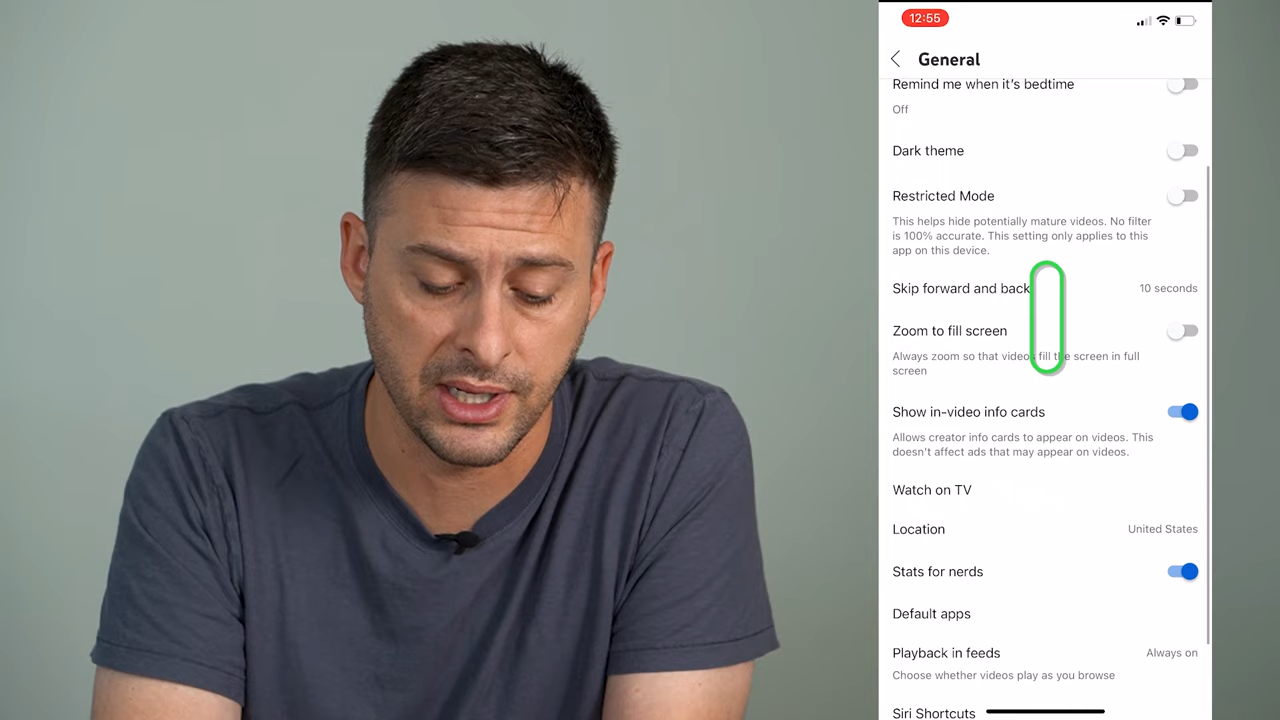 12:55
General
Remind me when it's bedtime
Off
Dark theme
Restricted Mode
This helps hide potentially mature videos. No filter
is 100% accurate. This setting only applies to this
app on this device.
Skip forward and back
10 seconds
Zoom to fill screen
Always zoom so that videos fill the screen in full
screen
Show in-video info cards
Allows creator info cards to appear on videos. This
doesn't affect ads that may appear on videos.
Watch on TV
Location
United States
Stats for nerds
Default apps
Playback in feeds
Always on
Choose whether videos play as you browse
Siri Shortcuts